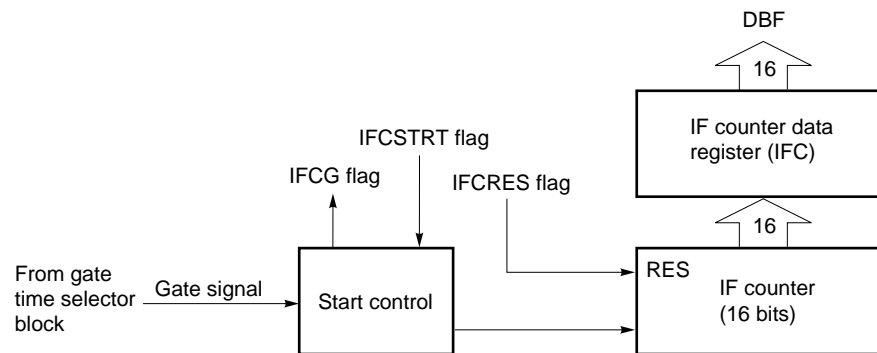 DBF
16
IF counter data
register (IFC)
IFCSTRT flag
IFCG flag
IFCRES flag
16
From gate
time selector
block
Gate signal
Start control
RES
IF counter
(16 bits)